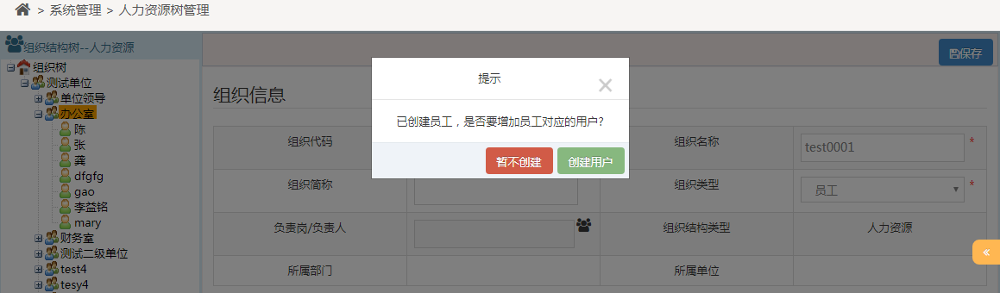 > 系统管理 > 人力资源树管理
组织结构树--人力资源
组织树
测试单位
单位领导
办公室
陈
张
龚
dfgfg
gao
李益铭
mary
财务室
测试二级单位
test4
tesy4
保存
组织信息
组织代码
组织名称 test0001 *
组织简称
组织类型 员工 *
负责岗/负责人
组织结构类型 人力资源
所属部门
所属单位
提示
已创建员工，是否要增加员工对应的用户?
暂不创建 创建用户